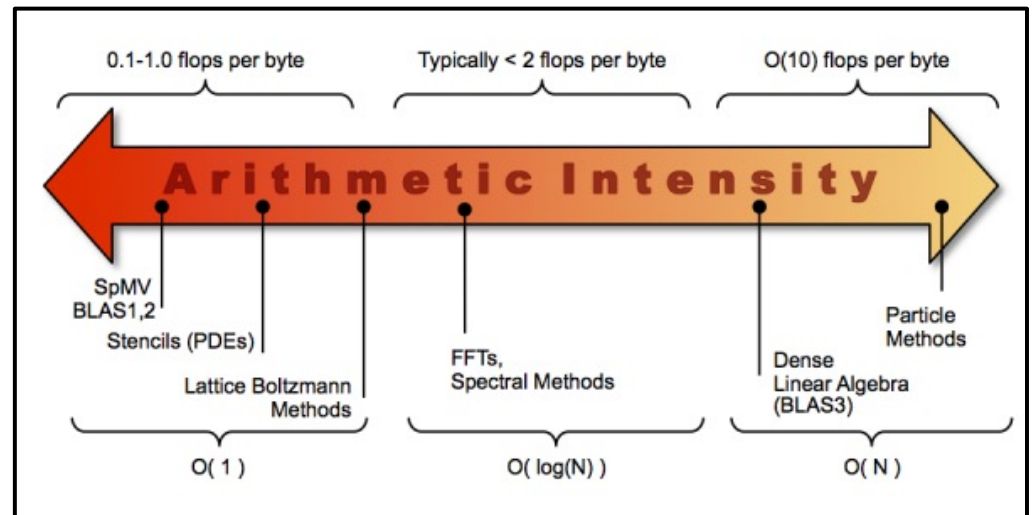 0.1-1.0 flops per byte
Typically < 2 flops per byte
O(10) flops per byte
Arithmetic Intensity
SpMV
BLAS1,2
Stencils (PDEs)
Lattice Boltzmann
Methods
FFTs,
Spectral Methods
Dense
Linear Algebra
(BLAS3)
Particle
Methods
O( 1 )
O( log(N) )
O( N )